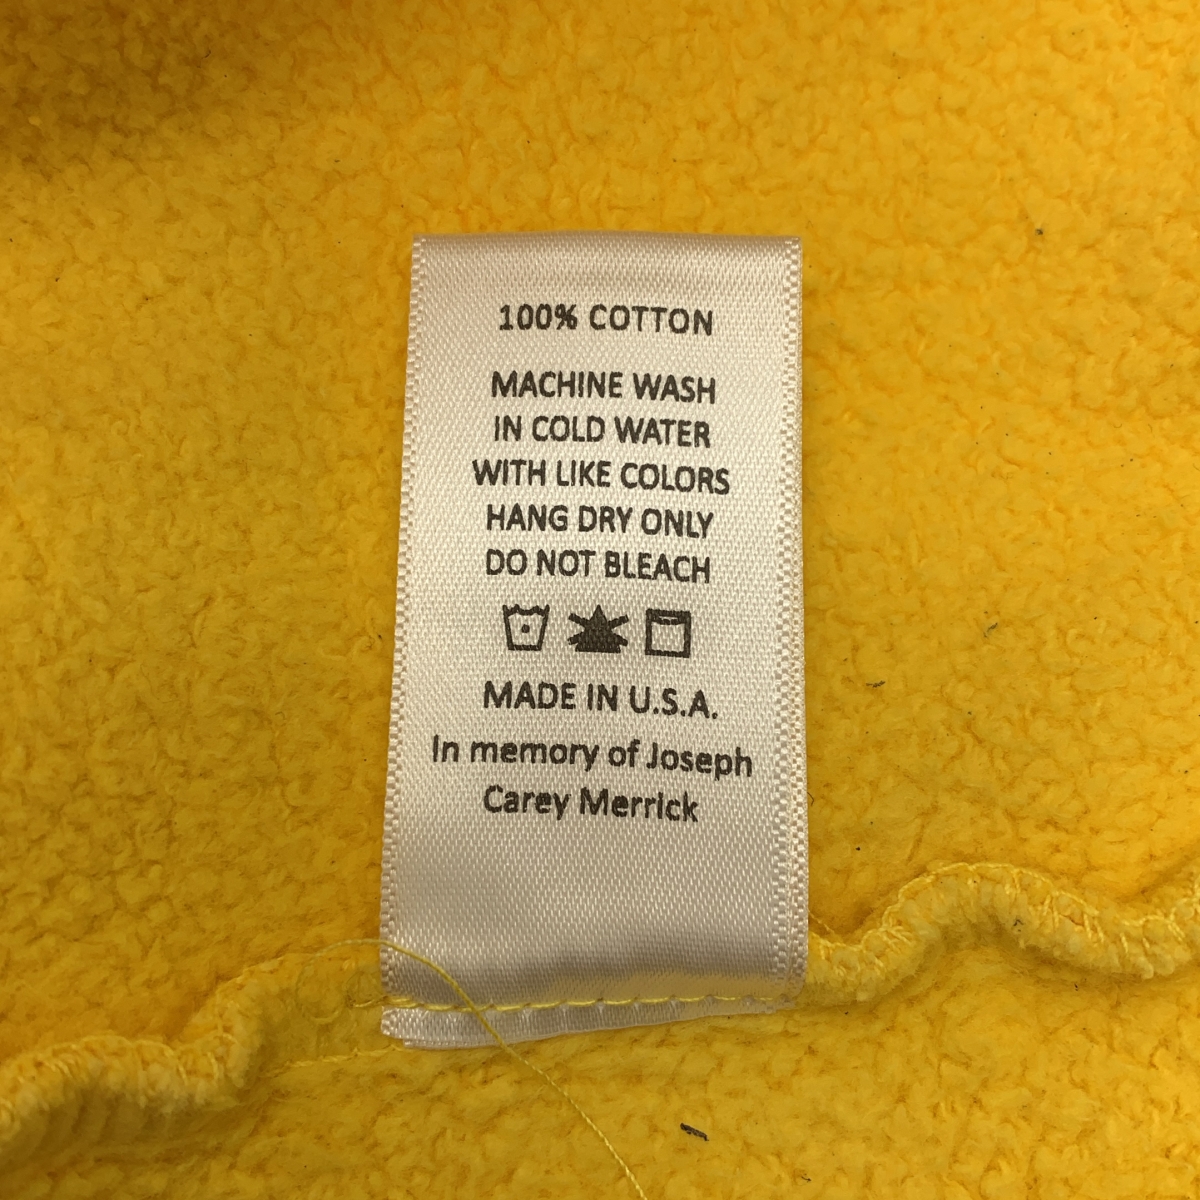 100% COTTON
MACHINE WASH
IN COLD WATER
WITH LIKE COLORS
HANG DRY ONLY
DO NOT BLEACH
MADE IN U.S.A.
In memory of Joseph
Carey Merrick